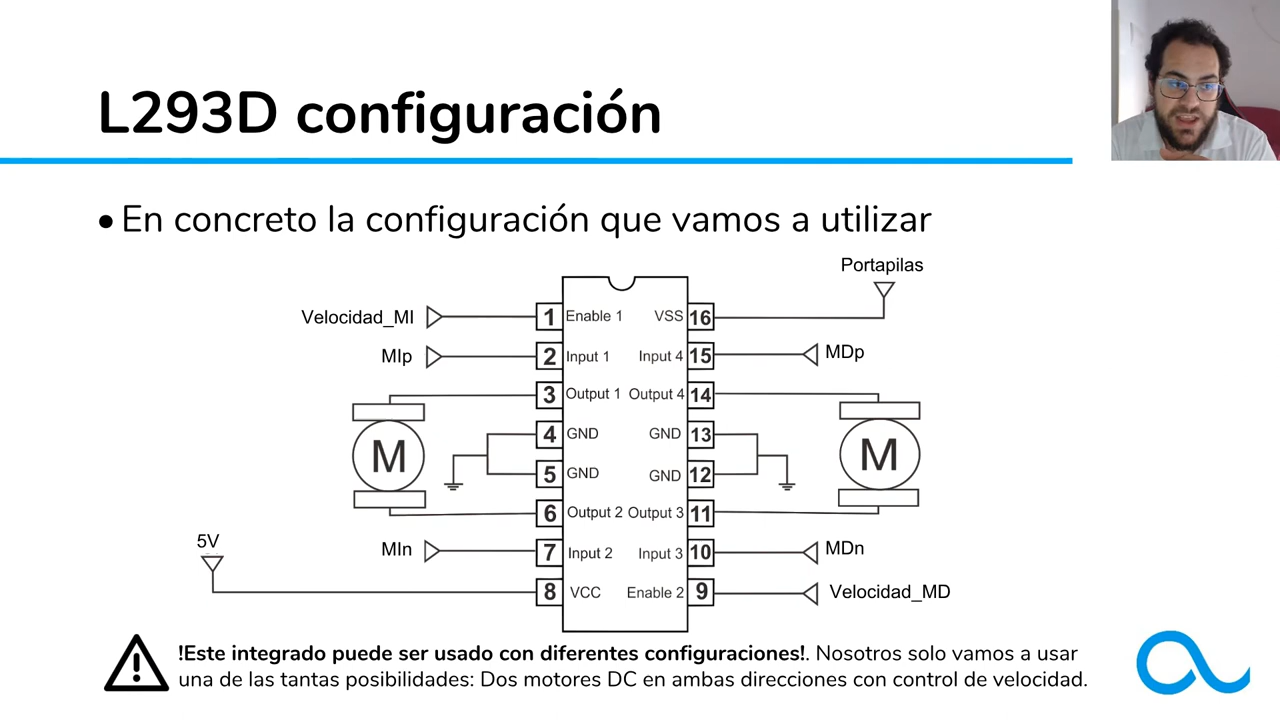 L293D configuración
• En concreto la configuración que vamos a utilizar
Portapilas
Velocidad_MI 1 Enable 1 VSS 16
MIp 2 Input 1 Input 4 15 MDp
3 Output 1 Output 4 14
4 GND GND 13
M M
5 GND GND 12
6 Output 2 Output 3 11
5V
MIn 7 Input 2 Input 3 10 MDn
8 VCC Enable 2 9 Velocidad_MD
!Este integrado puede ser usado con diferentes configuraciones!. Nosotros solo vamos a usar
una de las tantas posibilidades: Dos motores DC en ambas direcciones con control de velocidad.